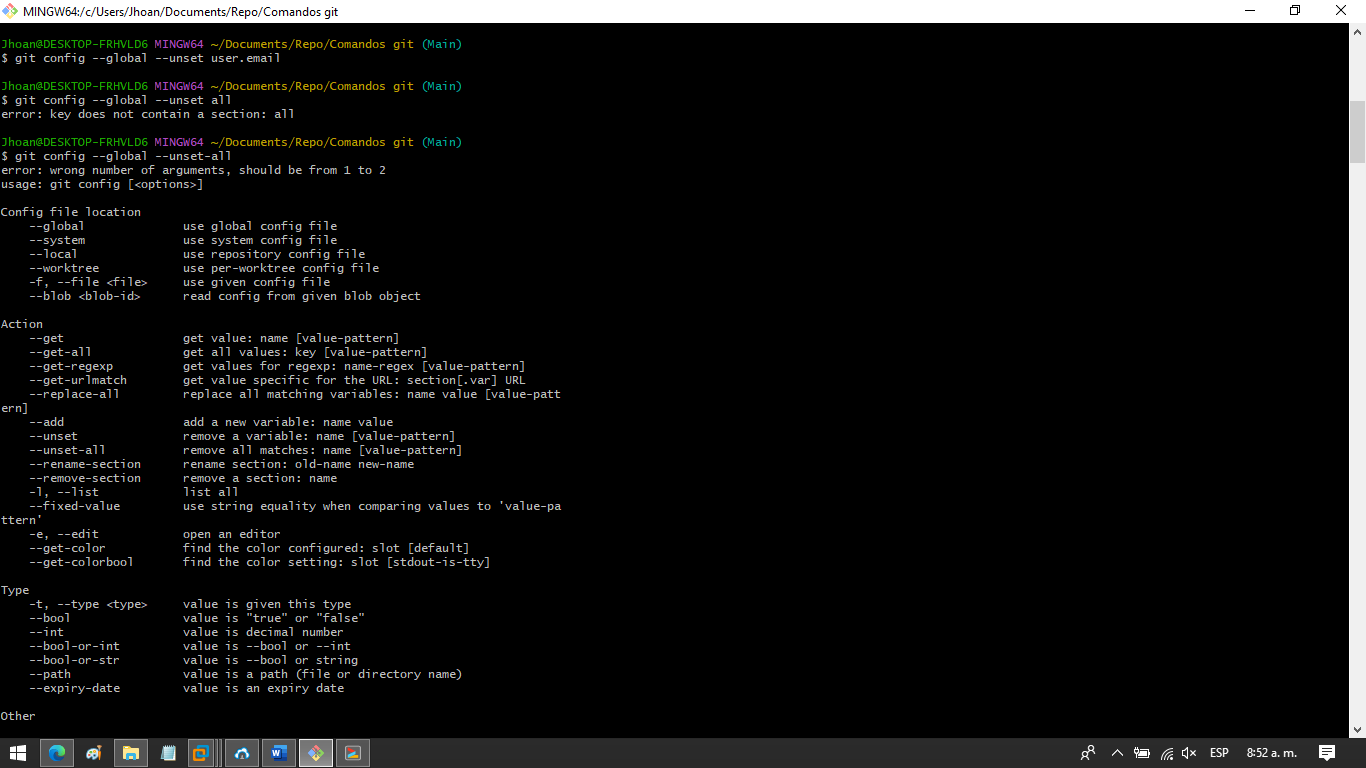 MINGW64:/c/Users/Jhoan/Documents/Repo/Comandos git
Jhoan@DESKTOP-FRHVLD6 MINGW64 ~/Documents/Repo/Comandos git (Main)
$ git config --global --unset user.email
Jhoan@DESKTOP-FRHVLD6 MINGW64 ~/Documents/Repo/Comandos git (Main)
$ git config --global --unset all
error: key does not contain a section: all
Jhoan@DESKTOP-FRHVLD6 MINGW64 ~/Documents/Repo/Comandos git (Main)
$ git config --global --unset-all
error: wrong number of arguments, should be from 1 to 2
usage: git config [<options>]
Config file location
--global use global config file
--system use system config file
--local use repository config file
--worktree use per-worktree config file
-f, --file <file> use given config file
--blob <blob-id> read config from given blob object
Action
--get get value: name [value-pattern]
--get-all get all values: key [value-pattern]
--get-regexp get values for regexp: name-regex [value-pattern]
--get-urlmatch get value specific for the URL: section[.var] URL
--replace-all replace all matching variables: name value [value-patt
ern]
--add add a new variable: name value
--unset remove a variable: name [value-pattern]
--unset-all remove all matches: name [value-pattern]
--rename-section rename section: old-name new-name
--remove-section remove a section: name
-l, --list list all
--fixed-value use string equality when comparing values to 'value-pa
ttern'
-e, --edit open an editor
--get-color find the color configured: slot [default]
--get-colorbool find the color setting: slot [stdout-is-tty]
Type
-t, --type <type> value is given this type
--bool value is "true" or "false"
--int value is decimal number
--bool-or-int value is --bool or --int
--bool-or-str value is --bool or string
--path value is a path (file or directory name)
--expiry-date value is an expiry date
Other
ESP 8:52 a. m.